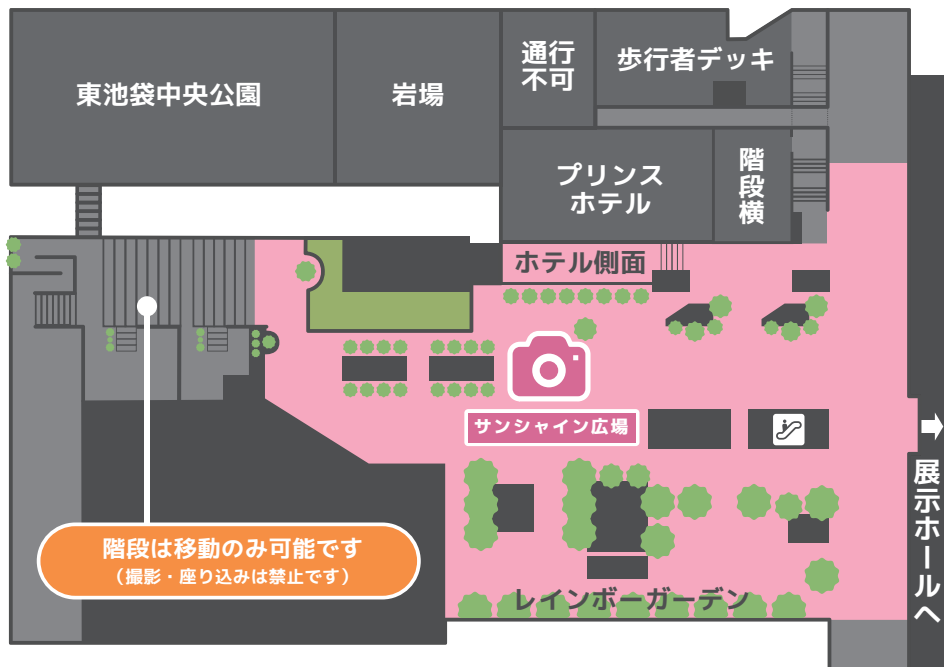 東池袋中央公園
岩場
通行
不可
歩行者デッキ
プリンス
ホテル
階段横
ホテル側面
サンシャイン広場
展示ホールへ
階段は移動のみ可能です
（撮影・座り込みは禁止です）
レインボーガーデン